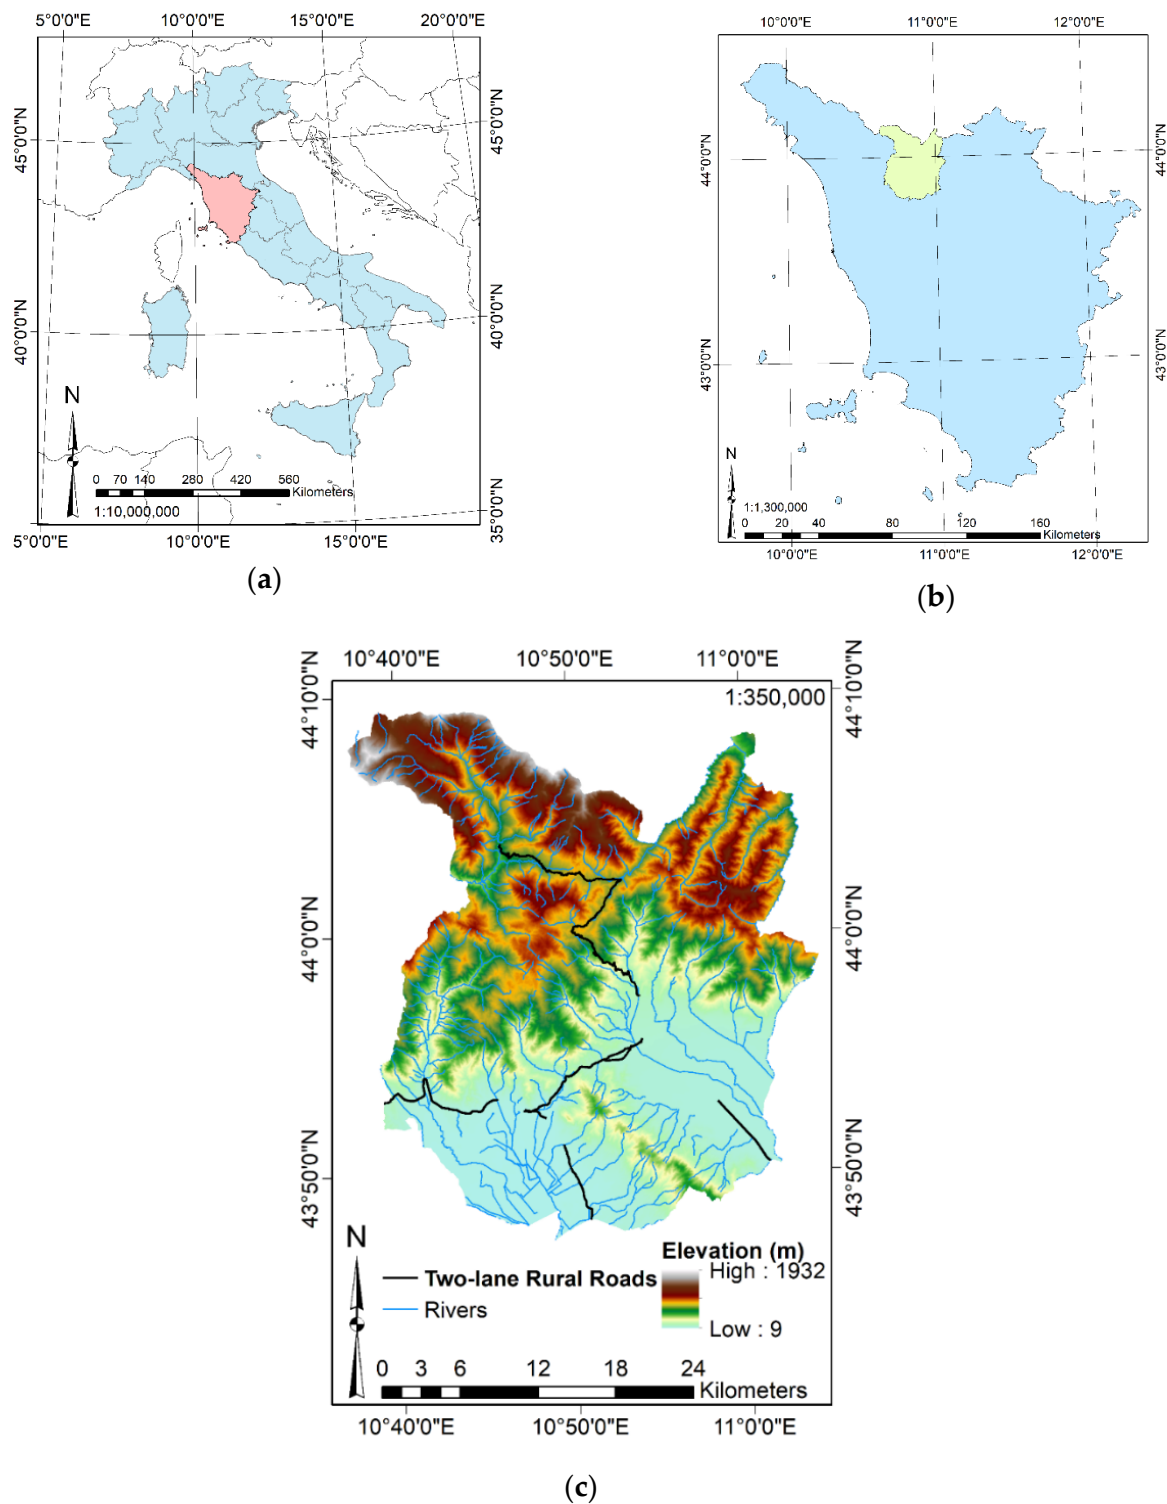 5°0'0"E 10°0'0"E 15°0'0"E 20°0'0"E
45°0'0"N 45°0'0"N
40°0'0"N 40°0'0"N
35°0'0"N
N
0 70 140 280 420 560
Kilometers
1:10,000,000
5°0'0"E 10°0'0"E 15°0'0"E
(a)
10°0'0"E 11°0'0"E 12°0'0"E
44°0'0"N 44°0'0"N
43°0'0"N 43°0'0"N
N
1:1,300,000
0 20 40 80 120 160
Kilometers
10°0'0"E 11°0'0"E 12°0'0"E
(b)
10°40'0"E 10°50'0"E 11°0'0"E
1:350,000
44°10'0"N 44°10'0"N
44°0'0"N 44°0'0"N
43°50'0"N 43°50'0"N
N
Two-lane Rural Roads
Rivers
Elevation (m)
High : 1932
Low : 9
0 3 6 12 18 24
Kilometers
10°40'0"E 10°50'0"E 11°0'0"E
(c)